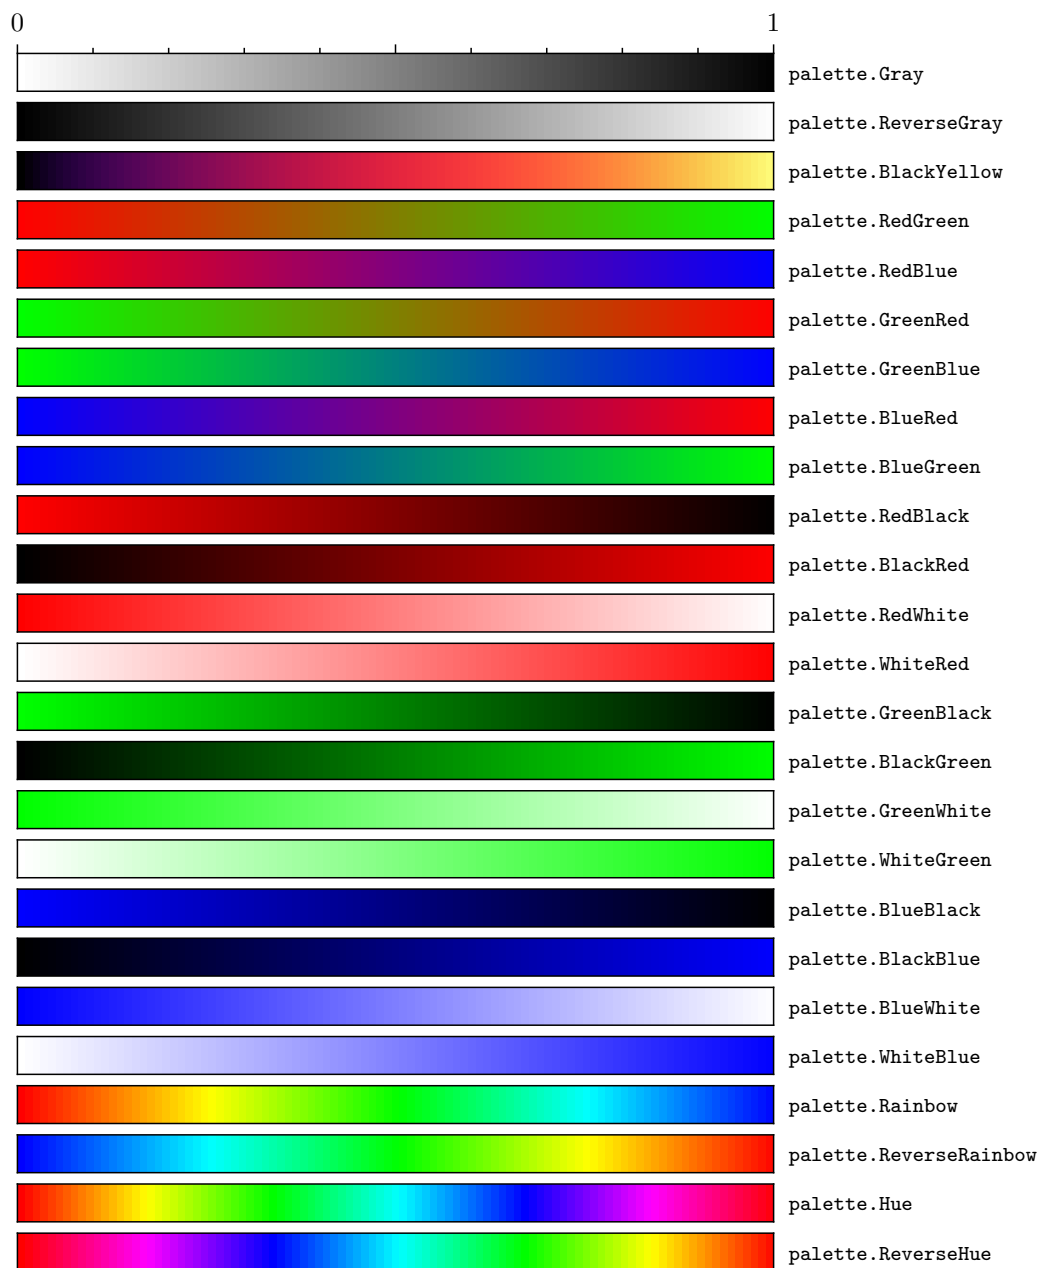 0 1
palette.Gray
palette.ReverseGray
palette.BlackYellow
palette.RedGreen
palette.RedBlue
palette.GreenRed
palette.GreenBlue
palette.BlueRed
palette.BlueGreen
palette.RedBlack
palette.BlackRed
palette.RedWhite
palette.WhiteRed
palette.GreenBlack
palette.BlackGreen
palette.GreenWhite
palette.WhiteGreen
palette.BlueBlack
palette.BlackBlue
palette.BlueWhite
palette.WhiteBlue
palette.Rainbow
palette.ReverseRainbow
palette.Hue
palette.ReverseHue